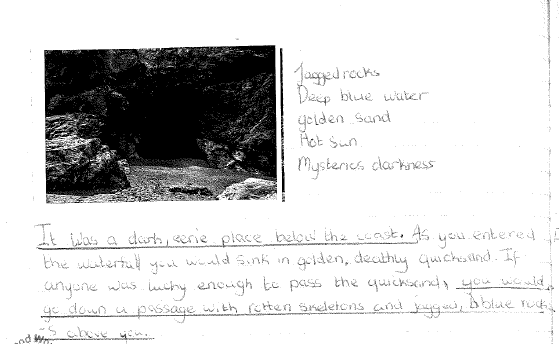 Jagged rocks
Deep blue water
golden sand
Hot sun
Mysterios darkness
It was a dark, eerie place below the coast. As you entered
the waterfall you would sink in golden, deathly quicksand. If
anyone was lucky enough to pass the quicksand, you would
go down a passage with rotten skeletons and jagged, blue rock
s above you.